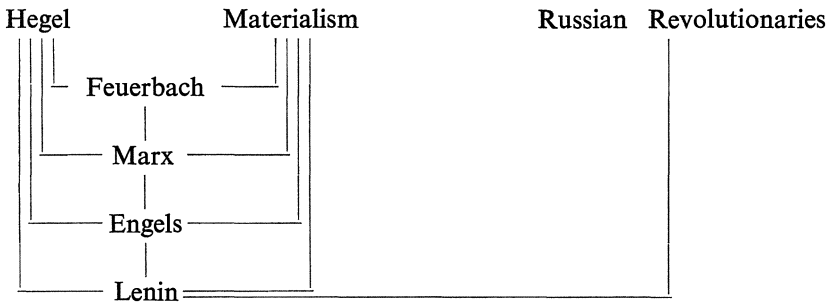 Hegel Materialism Russian Revolutionaries
Feuerbach
Marx
Engels
Lenin